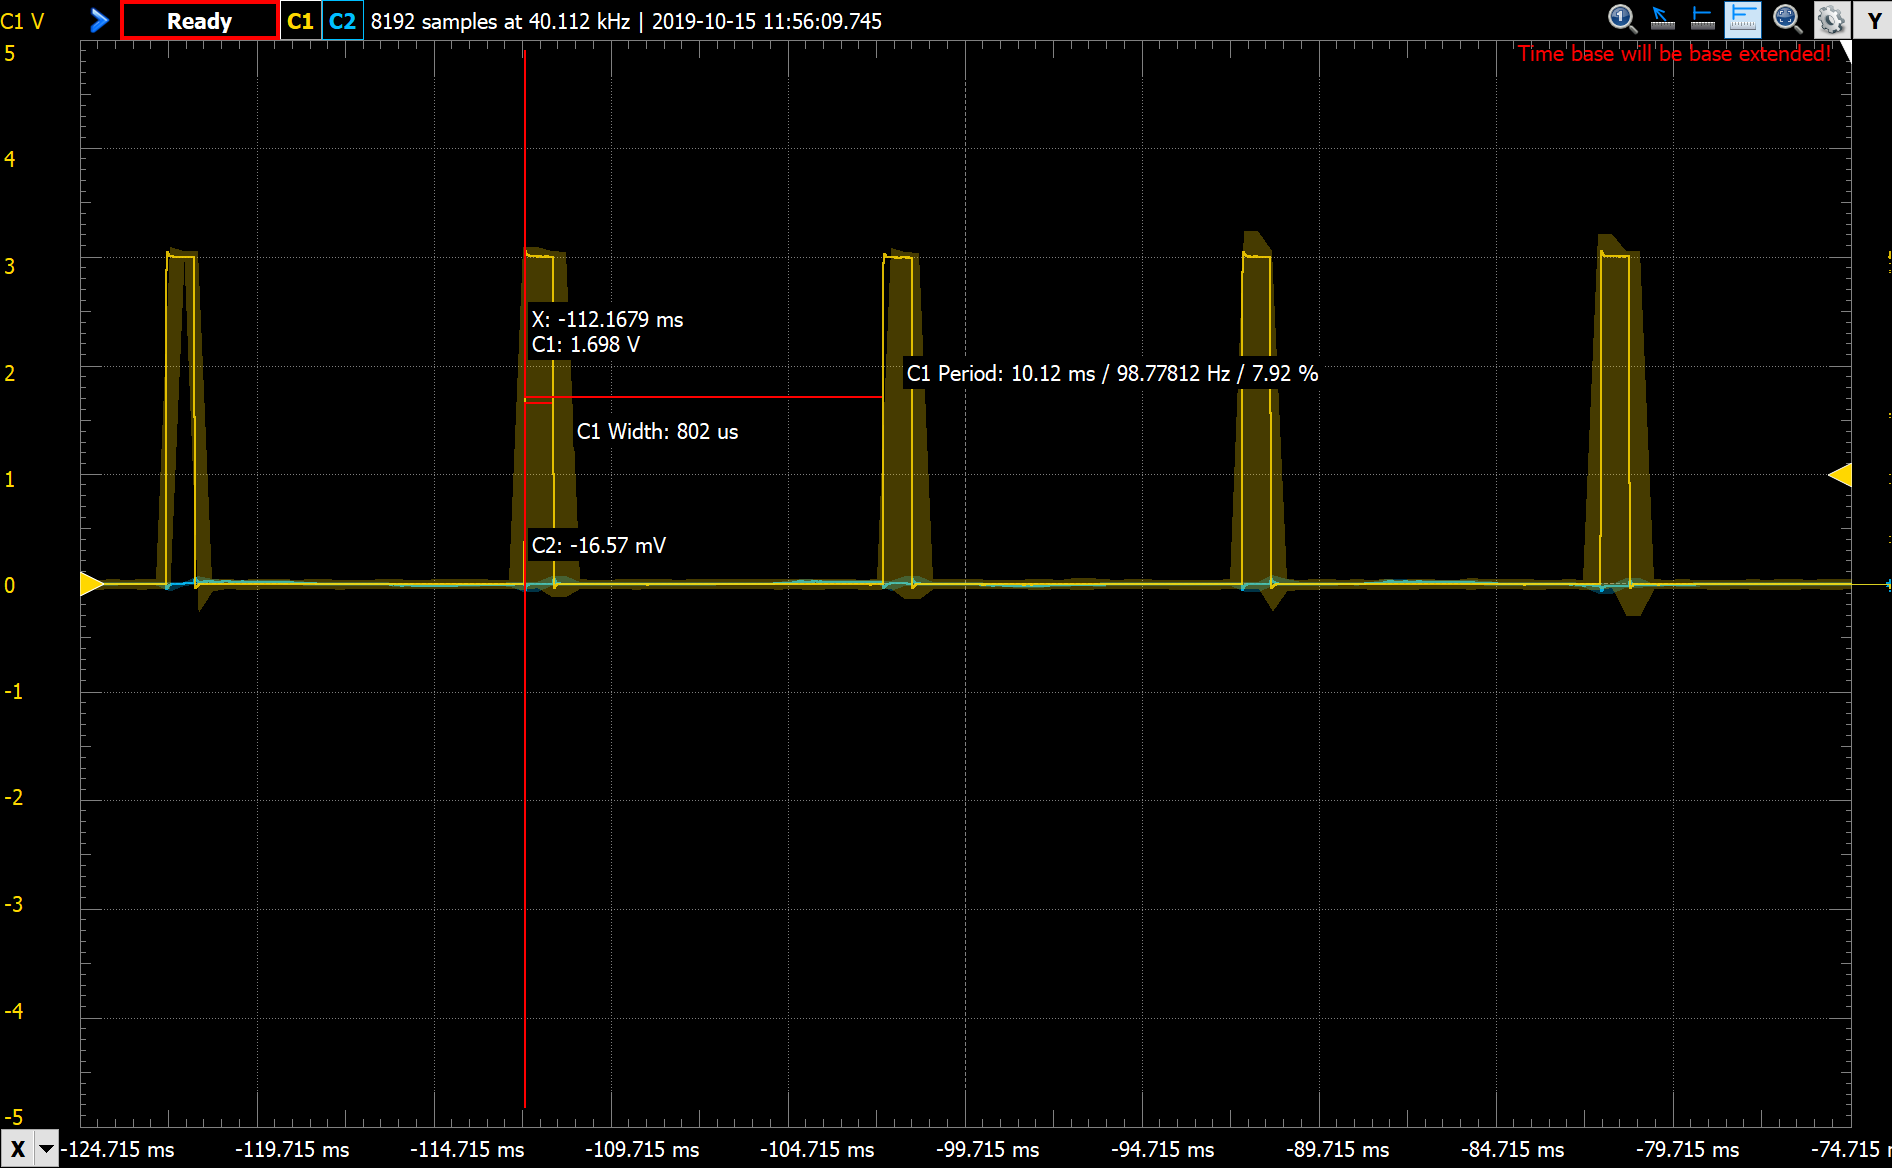 C1 V
Ready
C1 C2 8192 samples at 40.112 kHz | 2019-10-15 11:56:09.745
1
Y
Time base will be base extended!
5
4
3
2
1
0
-1
-2
-3
-4
-5
X: -112.1679 ms
C1: 1.698 V
C1 Period: 10.12 ms / 98.77812 Hz / 7.92 %
C1 Width: 802 us
C2: -16.57 mV
X
-124.715 ms -119.715 ms -114.715 ms -109.715 ms -104.715 ms -99.715 ms -94.715 ms -89.715 ms -84.715 ms -79.715 ms -74.715